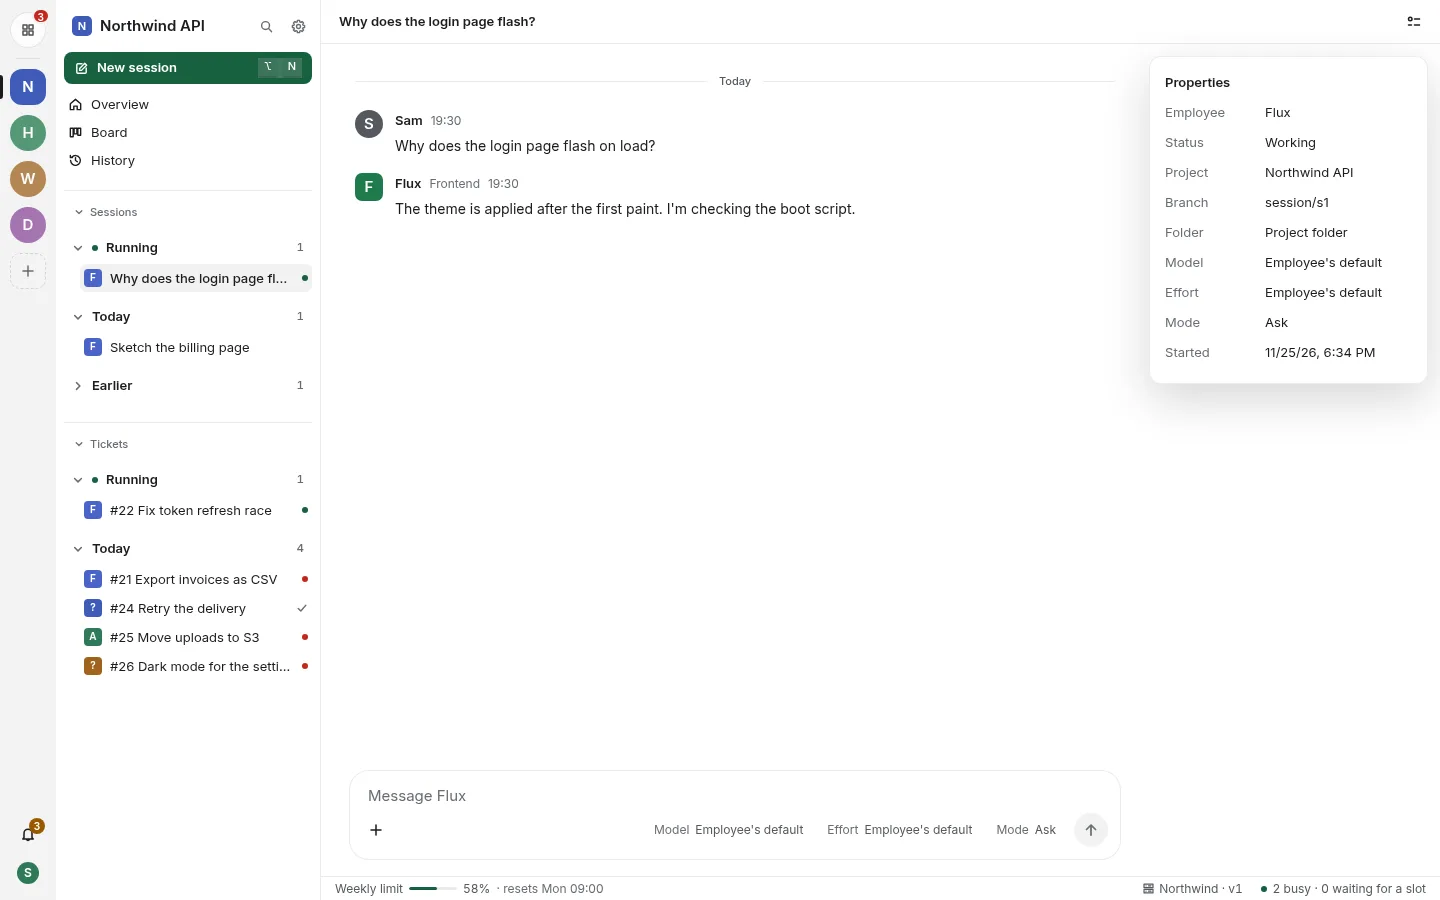 3
N
H
W
D
3
S
N Northwind API
New session ⌥ N
Overview
Board
History
Sessions
Running 1
F Why does the login page fl...
Today 1
F Sketch the billing page
Earlier 1
Tickets
Running 1
F #22 Fix token refresh race
Today 4
F #21 Export invoices as CSV
? #24 Retry the delivery
A #25 Move uploads to S3
? #26 Dark mode for the setti...
Why does the login page flash?
Today
S Sam 19:30
Why does the login page flash on load?
F Flux Frontend 19:30
The theme is applied after the first paint. I'm checking the boot script.
Properties
Employee Flux
Status Working
Project Northwind API
Branch session/s1
Folder Project folder
Model Employee's default
Effort Employee's default
Mode Ask
Started 11/25/26, 6:34 PM
Message Flux
Model Employee's default Effort Employee's default Mode Ask
Weekly limit 58% · resets Mon 09:00
Northwind · v1 2 busy · 0 waiting for a slot